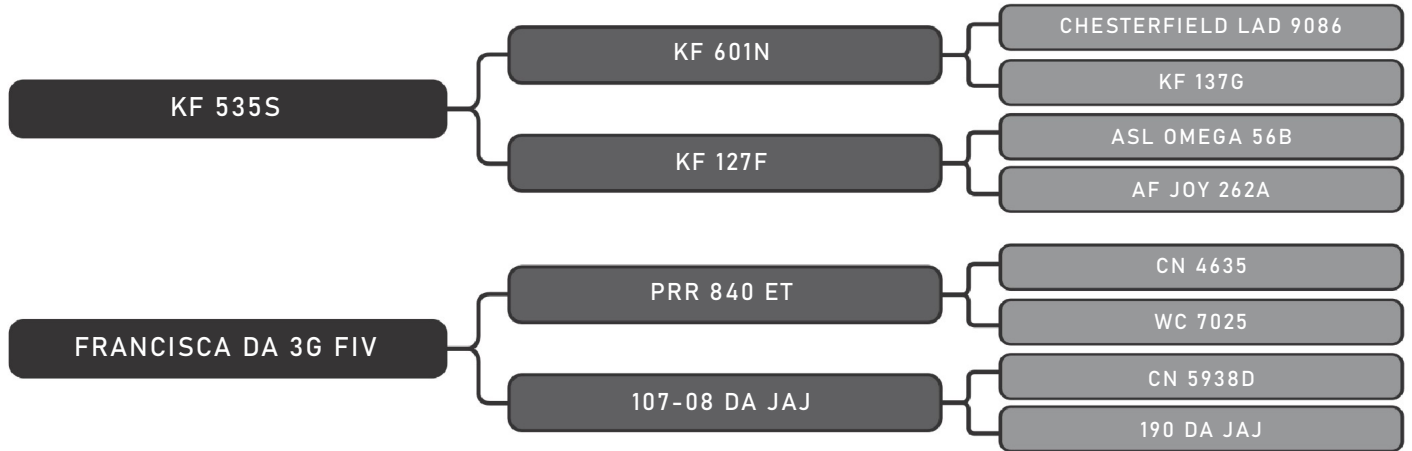 CHESTERFIELD LAD 9086
KF 601N
KF 137G
KF 535S
ASL OMEGA 56B
KF 127F
AF JOY 262A
CN 4635
PRR 840 ET
WC 7025
FRANCISCA DA 3G FIV
CN 5938D
107-08 DA JAJ
190 DA JAJ